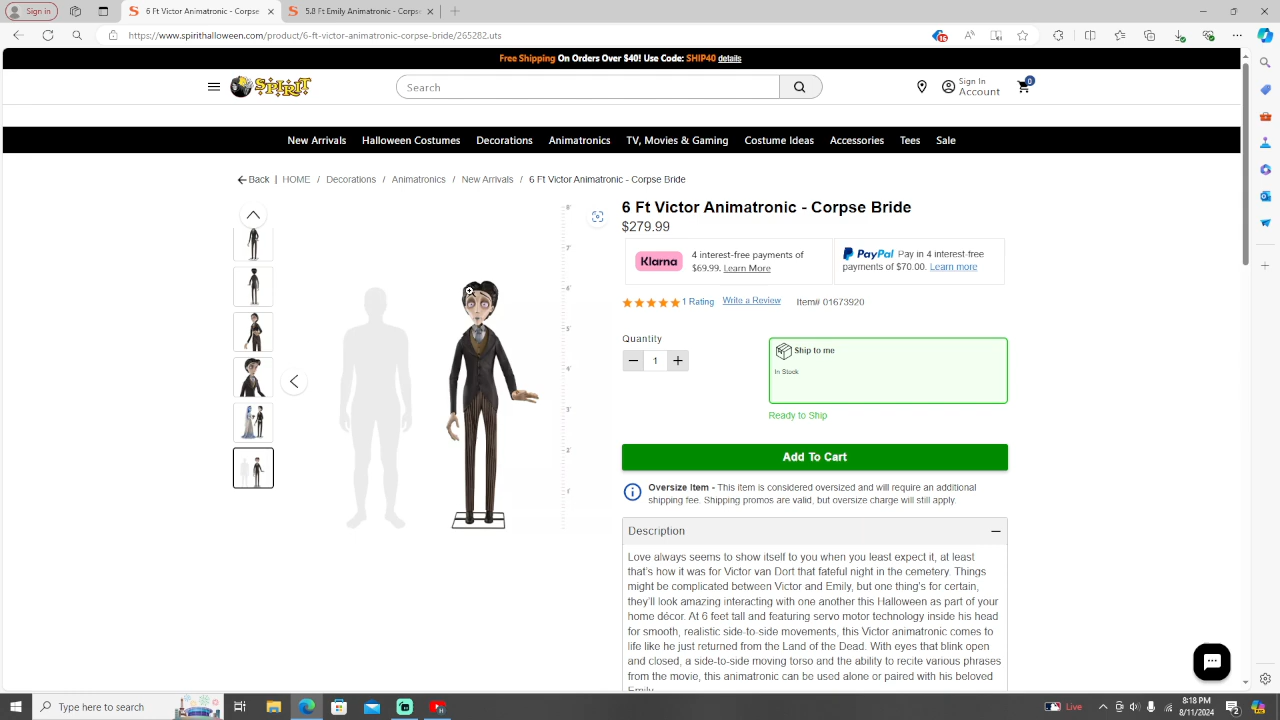 Sign in
6 Ft Victor Animatronic - Corpse
5.8 Ft Emily Animatronic - Corpse
https://www.spirithalloween.com/product/6-ft-victor-animatronic-corpse-bride/265282.uts
Free Shipping On Orders Over $40! Use Code: SHIP40 details
SPIRIT
Search
Sign In
Account
0
New Arrivals Halloween Costumes Decorations Animatronics TV, Movies & Gaming Costume Ideas Accessories Tees Sale
Back | HOME / Decorations / Animatronics / New Arrivals / 6 Ft Victor Animatronic - Corpse Bride
6 Ft Victor Animatronic - Corpse Bride
$279.99
Klarna
4 interest-free payments of
$69.99. Learn More
PayPal Pay in 4 interest-free
payments of $70.00. Learn more
1 Rating Write a Review Item# 01673920
Quantity
1
Ship to me
In Stock
Ready to Ship
Add To Cart
Oversize Item - This item is considered oversized and will require an additional
shipping fee. Shipping promos are valid, but oversize charge will still apply.
Description
Love always seems to show itself to you when you least expect it, at least
that's how it was for Victor van Dort that fateful night in the cemetery. Things
might be complicated between Victor and Emily, but one thing's for certain,
they'll look amazing interacting with one another this Halloween as part of your
home décor. At 6 feet tall and featuring servo motor technology inside his head
for smooth, realistic side-to-side movements, this Victor animatronic comes to
life like he just returned from the Land of the Dead. With eyes that blink open
and closed, a side-to-side moving torso and the ability to recite various phrases
from the movie, this animatronic can be used alone or paired with his beloved
Emily
8'
7'
6'
5'
4'
3'
2'
1'
Type here to search
Live
8:18 PM
8/11/2024
2